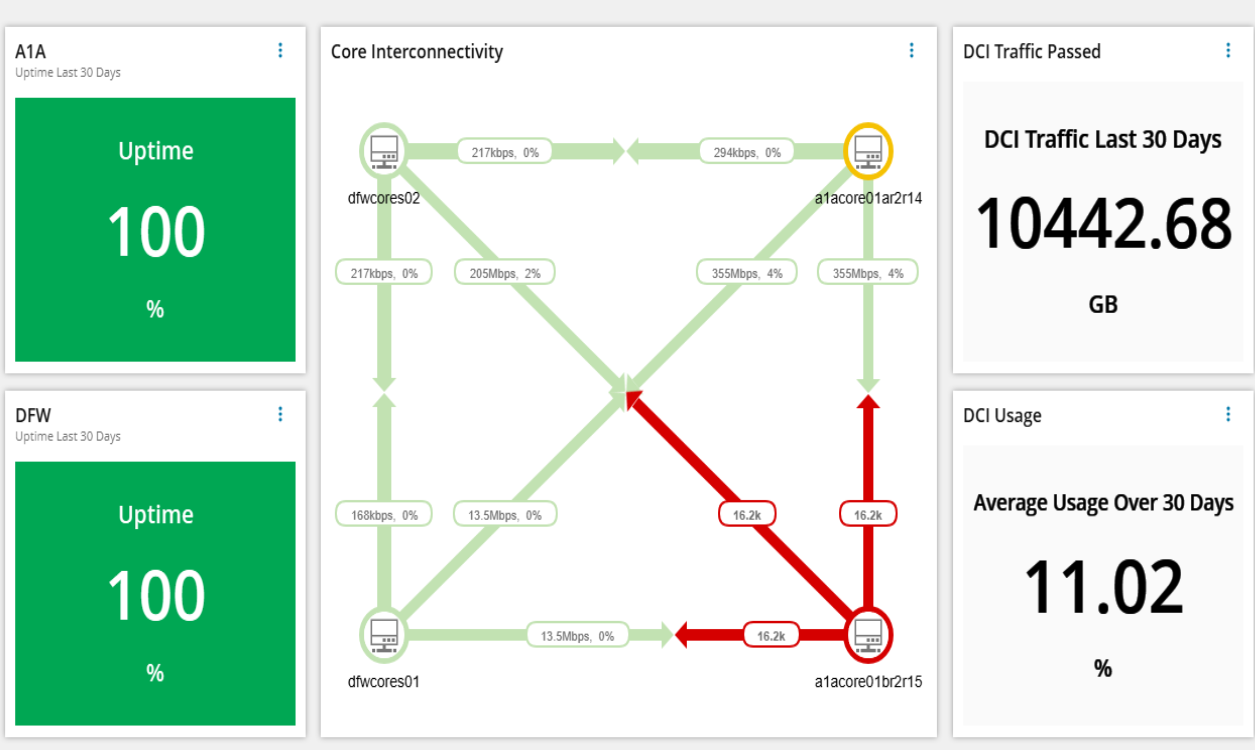 A1A
Uptime Last 30 Days
Uptime
100
%
DFW
Uptime Last 30 Days
Uptime
100
%
Core Interconnectivity
217kbps, 0%
294kbps, 0%
dfwcores02
a1acore01ar2r14
217kbps, 0%
205Mbps, 2%
355Mbps, 4%
355Mbps, 4%
168kbps, 0%
13.5Mbps, 0%
16.2k
16.2k
13.5Mbps, 0%
16.2k
dfwcores01
a1acore01br2r15
DCI Traffic Passed
DCI Traffic Last 30 Days
10442.68
GB
DCI Usage
Average Usage Over 30 Days
11.02
%